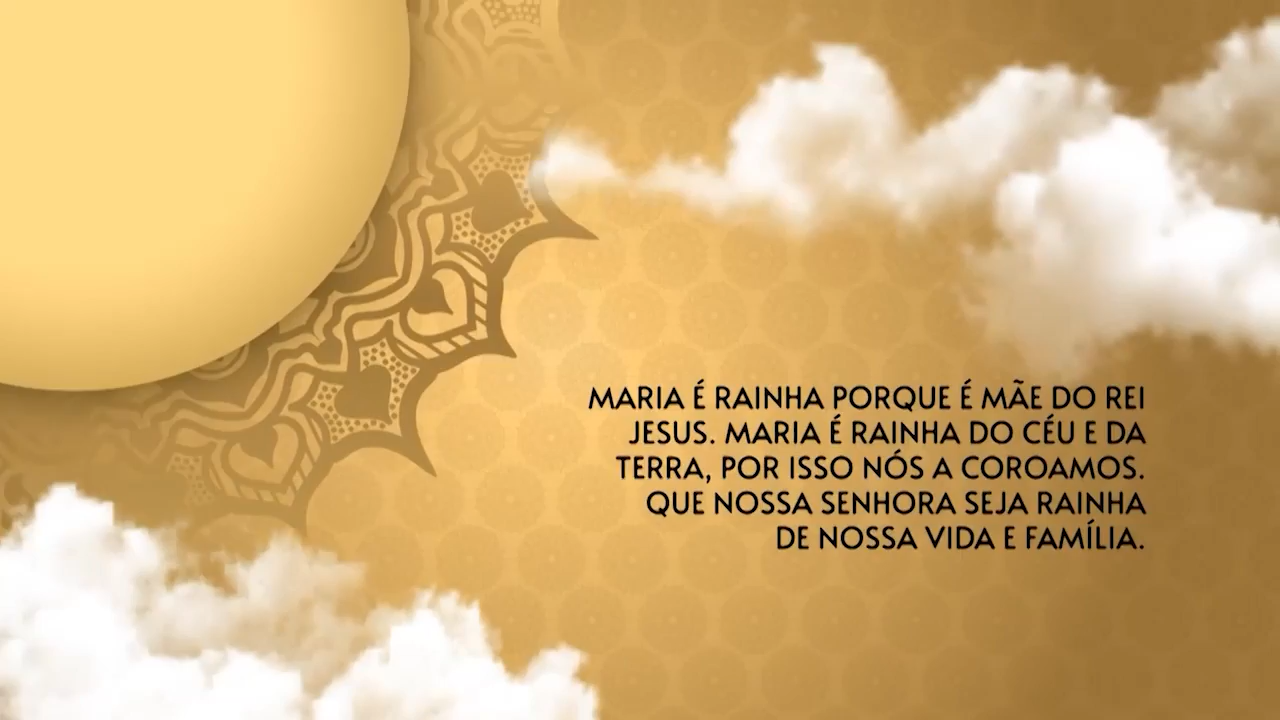 MARIA É RAINHA PORQUE É MÃE DO REI
JESUS. MARIA É RAINHA DO CÉU E DA
TERRA, POR ISSO NÓS A COROAMOS.
QUE NOSSA SENHORA SEJA RAINHA
DE NOSSA VIDA E FAMÍLIA.